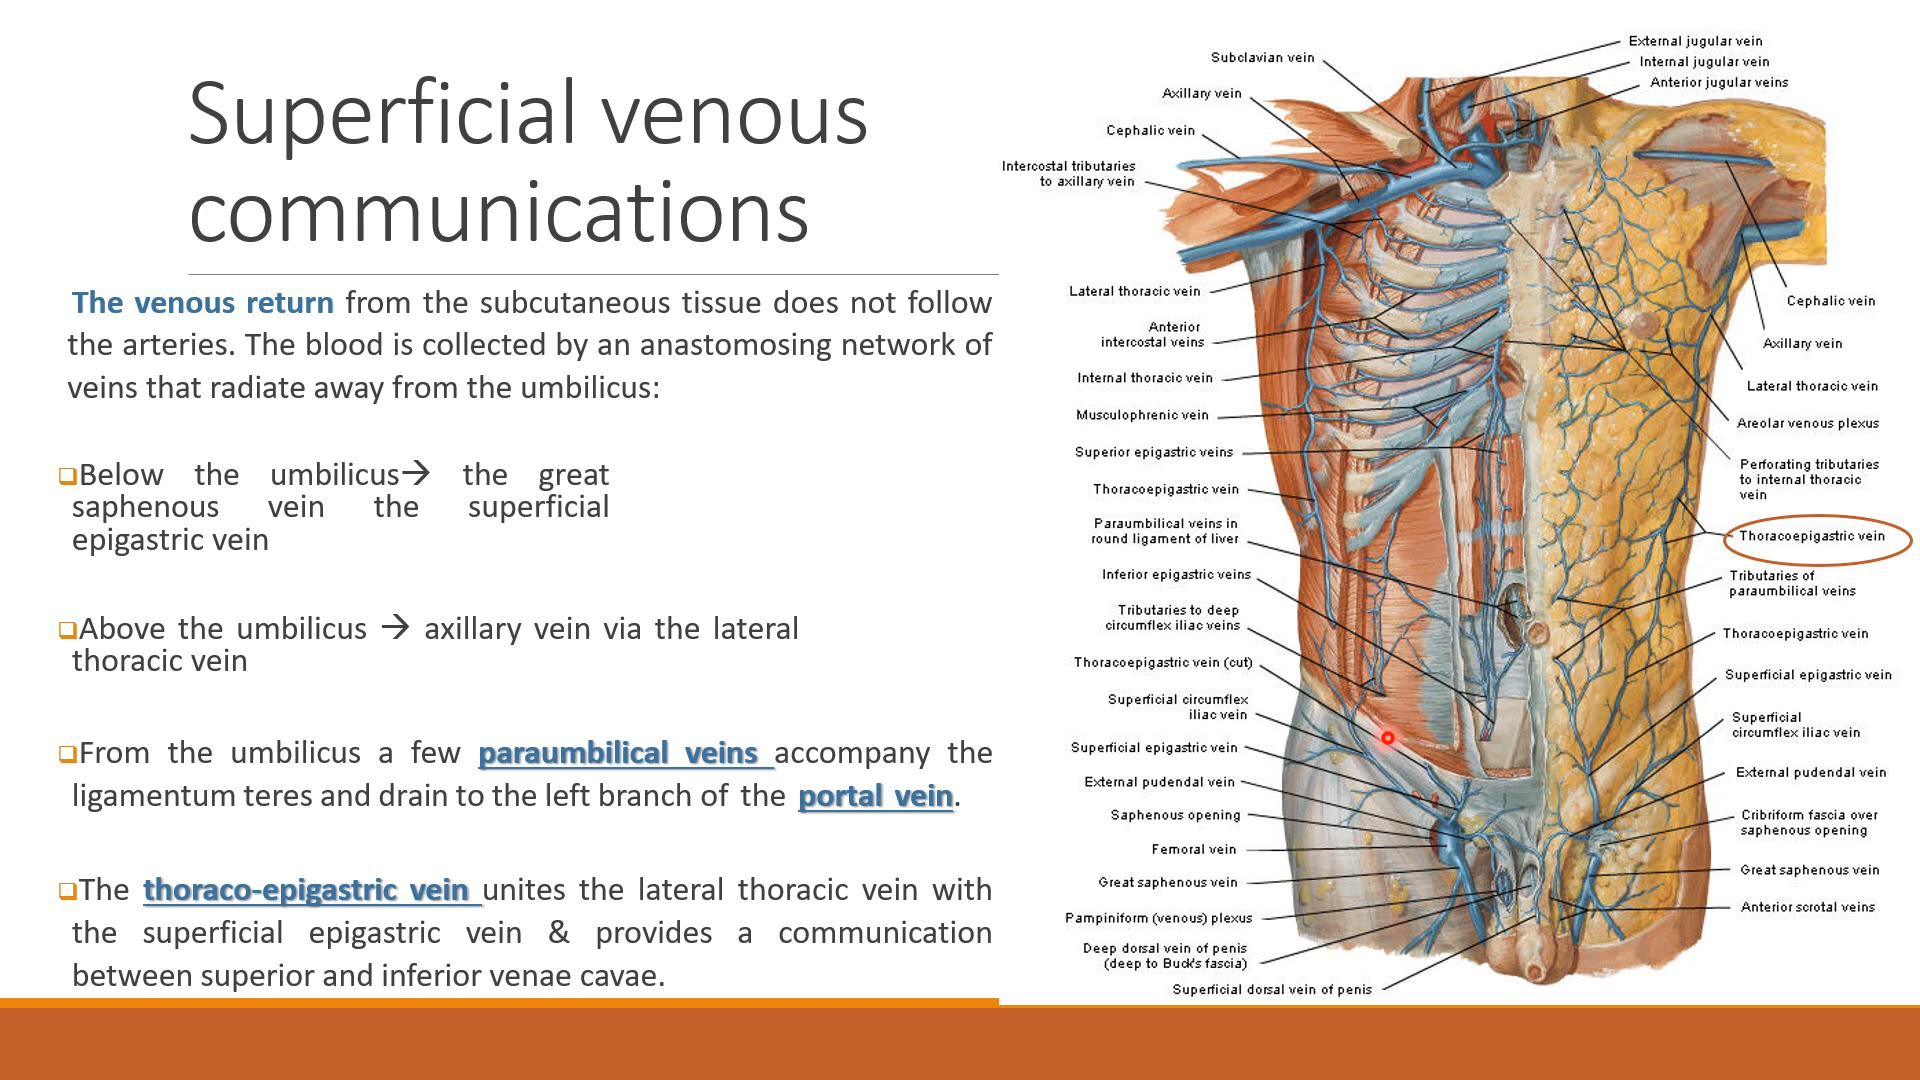 Superficial venous
communications
The venous return from the subcutaneous tissue does not follow
the arteries. The blood is collected by an anastomosing network of
veins that radiate away from the umbilicus:
❑Below the umbilicus→ the great
saphenous vein the superficial
epigastric vein
❑Above the umbilicus → axillary vein via the lateral
thoracic vein
❑From the umbilicus a few paraumbilical veins accompany the
ligamentum teres and drain to the left branch of the portal vein.
❑The thoraco-epigastric vein unites the lateral thoracic vein with
the superficial epigastric vein & provides a communication
between superior and inferior venae cavae.
Subclavian vein
Axillary vein
Cephalic vein
Intercostal tributaries
to axillary vein
Lateral thoracic vein
Anterior
intercostal veins
Internal thoracic vein
Musculophrenic vein
Superior epigastric veins
Thoracoepigastric vein
Paraumbilical veins in
round ligament of liver
Inferior epigastric veins
Tributaries to deep
circumflex iliac veins
Thoracoepigastric vein (cut)
Superficial circumflex
iliac vein
Superficial epigastric vein
External pudendal vein
Saphenous opening
Femoral vein
Great saphenous vein
Pampiniform (venous) plexus
Deep dorsal vein of penis
(deep to Buck's fascia)
Superficial dorsal vein of penis
External jugular vein
Internal jugular vein
Anterior jugular veins
Cephalic vein
Axillary vein
Lateral thoracic vein
Areolar venous plexus
Perforating tributaries
to internal thoracic
vein
Thoracoepigastric vein
Tributaries of
paraumbilical veins
Thoracoepigastric vein
Superficial epigastric vein
Superficial
circumflex iliac vein
External pudendal vein
Cribriform fascia over
saphenous opening
Great saphenous vein
Anterior scrotal veins